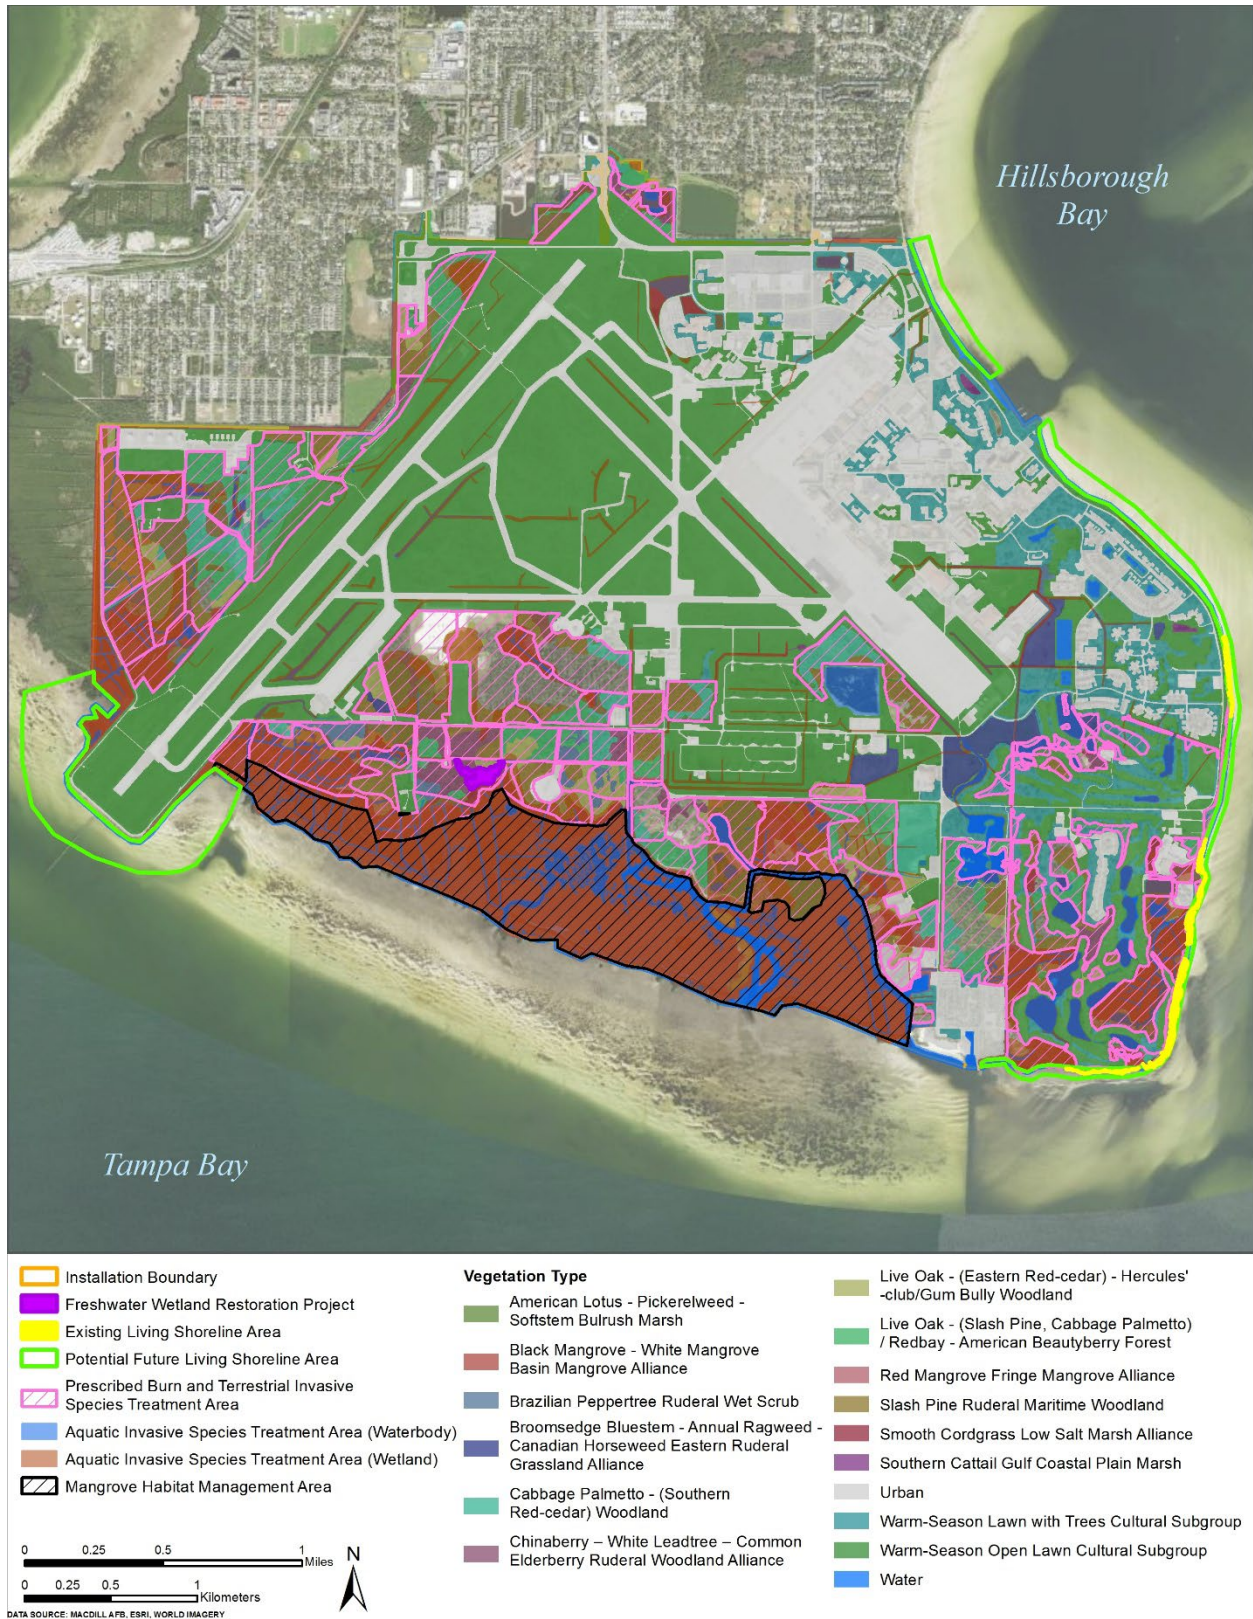 Hillsborough
Bay
Tampa Bay
Installation Boundary
Freshwater Wetland Restoration Project
Existing Living Shoreline Area
Potential Future Living Shoreline Area
Prescribed Burn and Terrestrial Invasive
Species Treatment Area
Aquatic Invasive Species Treatment Area (Waterbody)
Aquatic Invasive Species Treatment Area (Wetland)
Mangrove Habitat Management Area
0 0.25 0.5 1
Miles
0 0.25 0.5 1
Kilometers
N
DATA SOURCE: MACDILL AFB, ESRI, WORLD IMAGERY
Vegetation Type
American Lotus - Pickerelweed -
Softstem Bulrush Marsh
Black Mangrove - White Mangrove
Basin Mangrove Alliance
Brazilian Peppertree Ruderal Wet Scrub
Broomsedge Bluestem - Annual Ragweed -
Canadian Horseweed Eastern Ruderal
Grassland Alliance
Cabbage Palmetto - (Southern
Red-cedar) Woodland
Chinaberry – White Leadtree – Common
Elderberry Ruderal Woodland Alliance
Live Oak - (Eastern Red-cedar) - Hercules'
-club/Gum Bully Woodland
Live Oak - (Slash Pine, Cabbage Palmetto)
/ Redbay - American Beautyberry Forest
Red Mangrove Fringe Mangrove Alliance
Slash Pine Ruderal Maritime Woodland
Smooth Cordgrass Low Salt Marsh Alliance
Southern Cattail Gulf Coastal Plain Marsh
Urban
Warm-Season Lawn with Trees Cultural Subgroup
Warm-Season Open Lawn Cultural Subgroup
Water